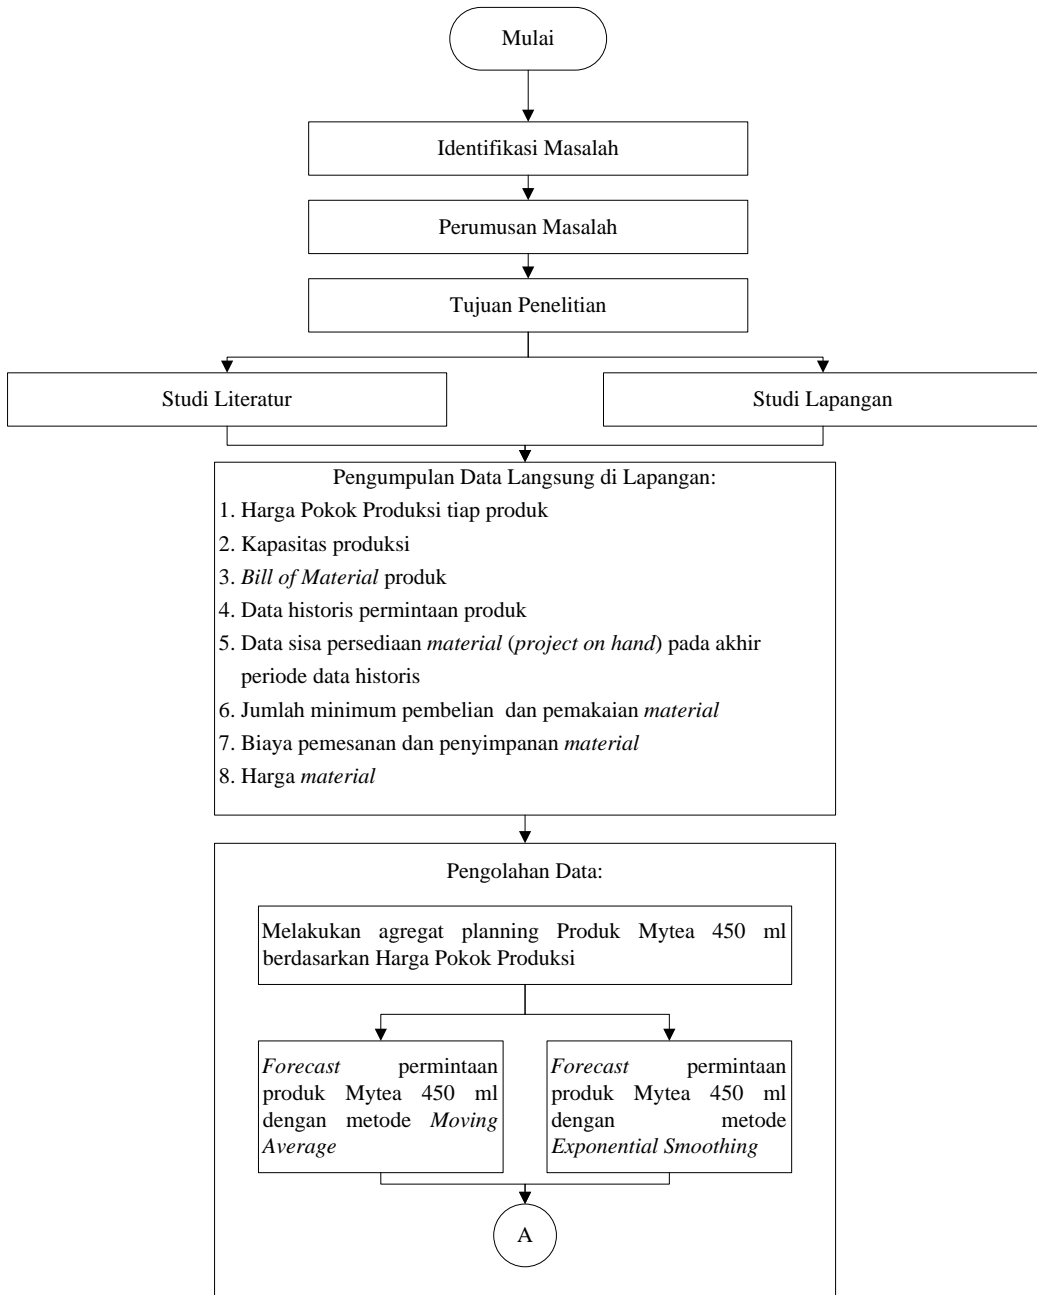 Mulai
Identifikasi Masalah
Perumusan Masalah
Tujuan Penelitian
Studi Literatur
Studi Lapangan
Pengumpulan Data Langsung di Lapangan:
1. Harga Pokok Produksi tiap produk
2. Kapasitas produksi
3. Bill of Material produk
4. Data historis permintaan produk
5. Data sisa persediaan material (project on hand) pada akhir
periode data historis
6. Jumlah minimum pembelian  dan pemakaian material
7. Biaya pemesanan dan penyimpanan material
8. Harga material
Pengolahan Data:
Melakukan agregat planning Produk Mytea 450 ml
berdasarkan Harga Pokok Produksi
Forecast permintaan
produk Mytea 450 ml
dengan metode Moving
Average
Forecast permintaan
produk Mytea 450 ml
dengan metode
Exponential Smoothing
A